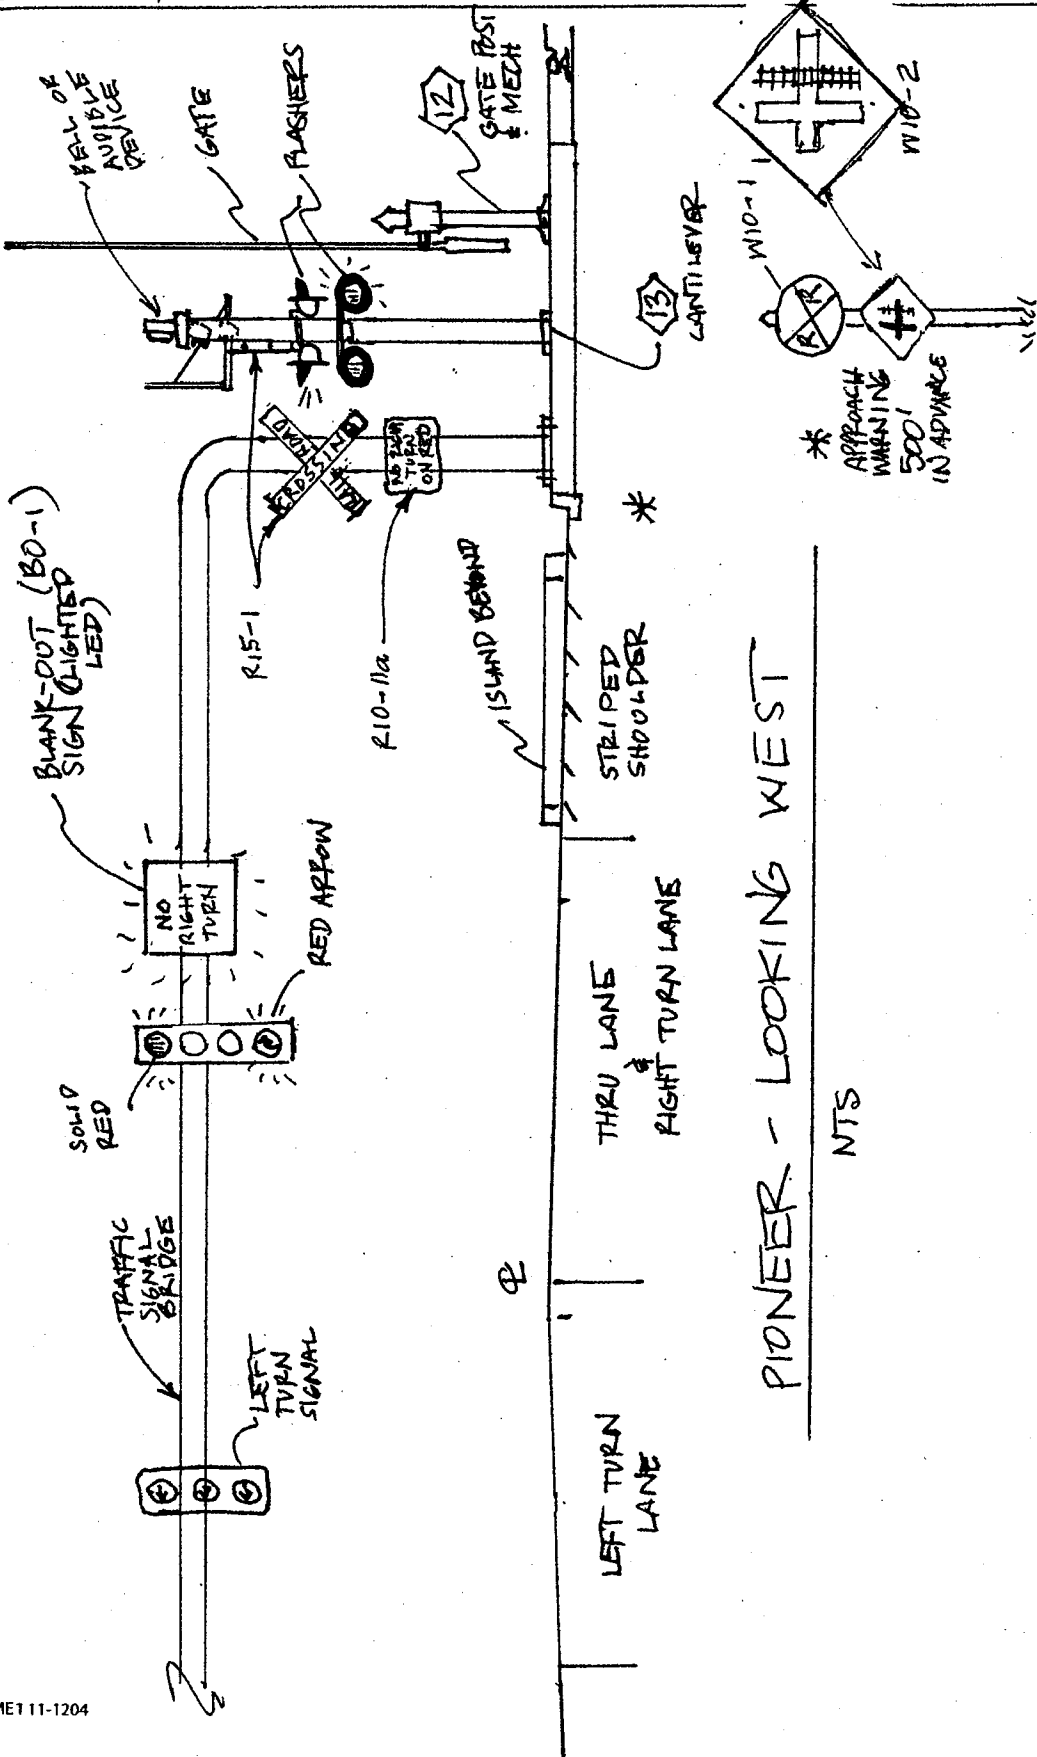 BELL OR
AUDIBLE
DEVICE
GATE
FLASHERS
12
GATE POST
& MECH
BLANK-OUT (BO-1)
SIGN (LIGHTED
LED)
R15-1
RAIL
ROAD
CROSSING
NO RIGHT
TURN
ON RED
R10-11a
13
CANTILEVER
W10-1
R R
W10-2
* APPROACH
WARNING
500'
IN ADVANCE
NO
RIGHT
TURN
RED ARROW
SOLID
RED
TRAFFIC
SIGNAL
BRIDGE
LEFT
TURN
SIGNAL
ISLAND BEYOND
*
STRIPED
SHOULDER
THRU LANE
&
RIGHT TURN LANE
LEFT TURN
LANE
PIONEER - LOOKING WEST
NTS
11-1204